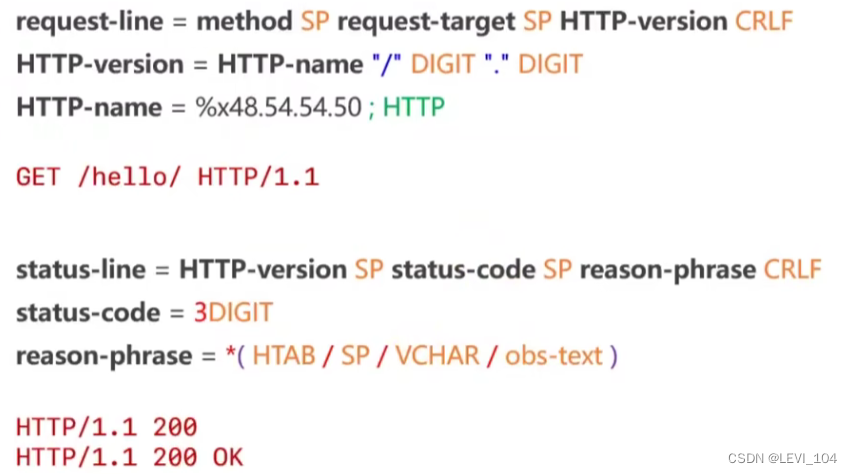 request-line = method SP request-target SP HTTP-version CRLF
HTTP-version = HTTP-name "/" DIGIT "." DIGIT
HTTP-name = %x48.54.54.50 ; HTTP
GET /hello/ HTTP/1.1
status-line = HTTP-version SP status-code SP reason-phrase CRLF
status-code = 3DIGIT
reason-phrase = *( HTAB / SP / VCHAR / obs-text )
HTTP/1.1 200
HTTP/1.1 200 OK
CSDN @LEVI_104